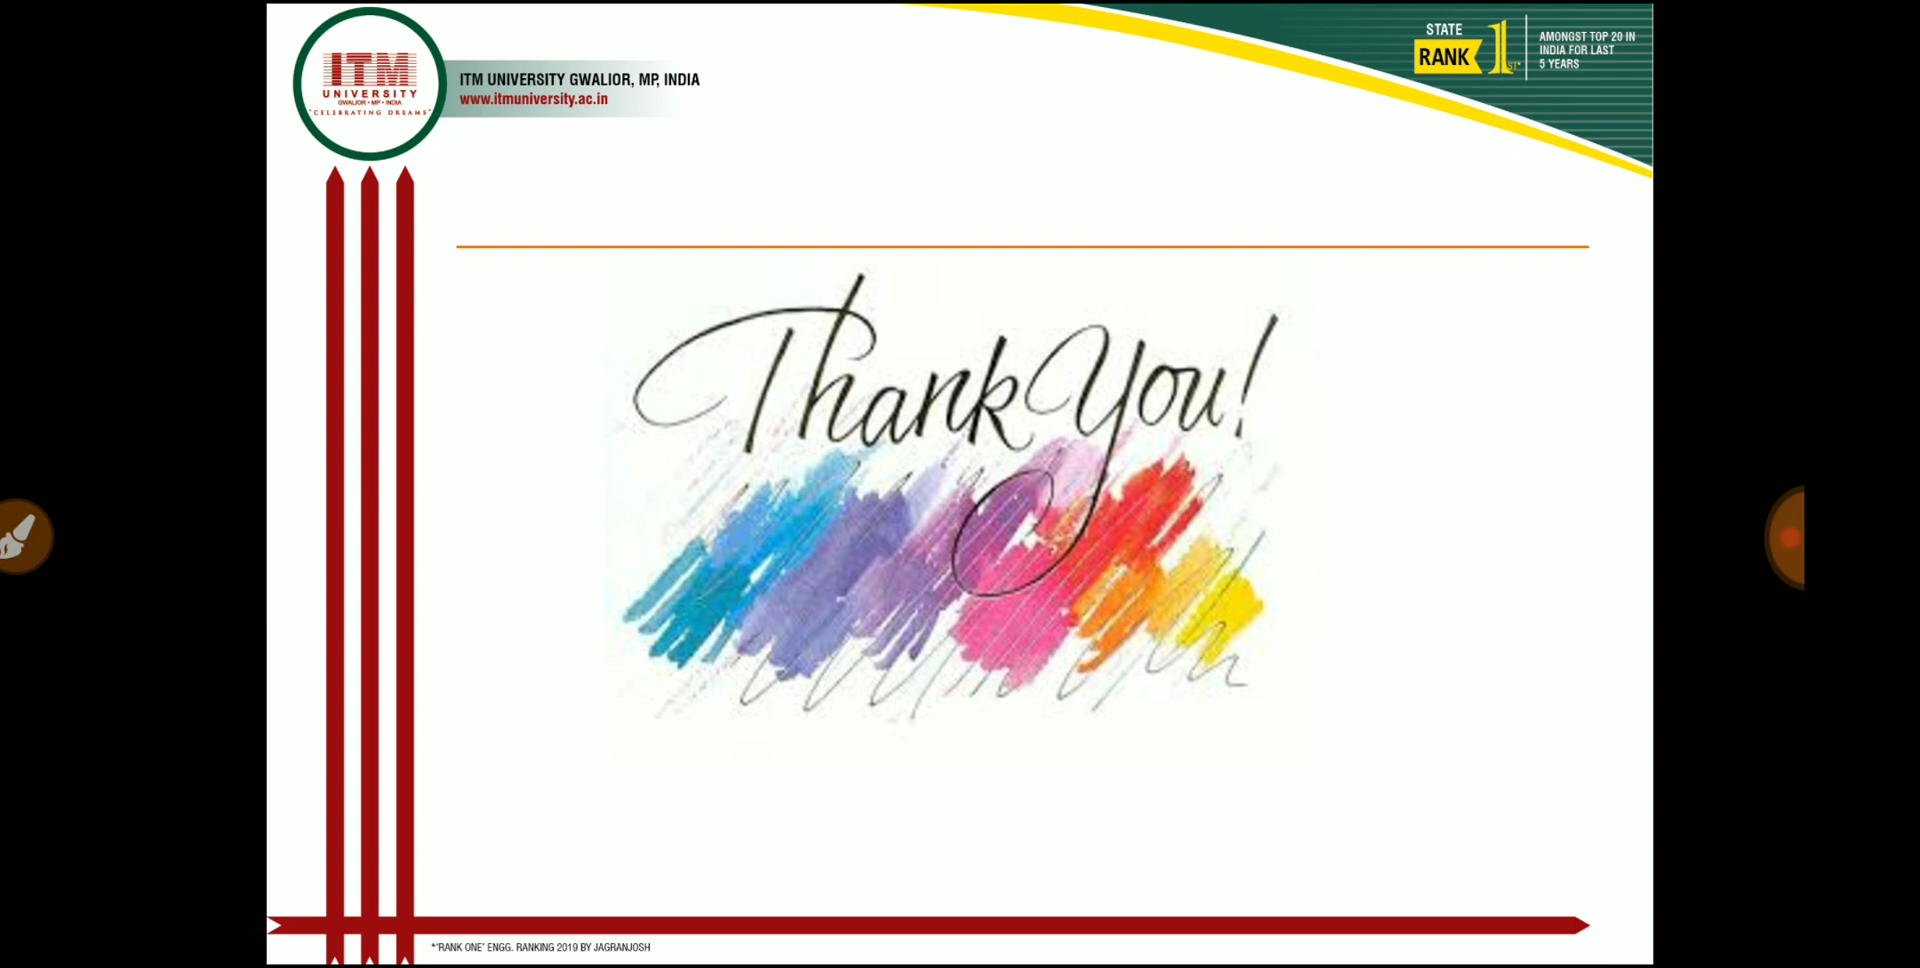 ITM
UNIVERSITY
GWALIOR • MP • INDIA
"CELEBRATING DREAMS"
ITM UNIVERSITY GWALIOR, MP, INDIA
www.itmuniversity.ac.in
STATE
RANK 1ST*
AMONGST TOP 20 IN
INDIA FOR LAST
5 YEARS
Thank You!
*'RANK ONE' ENGG. RANKING 2019 BY JAGRANJOSH